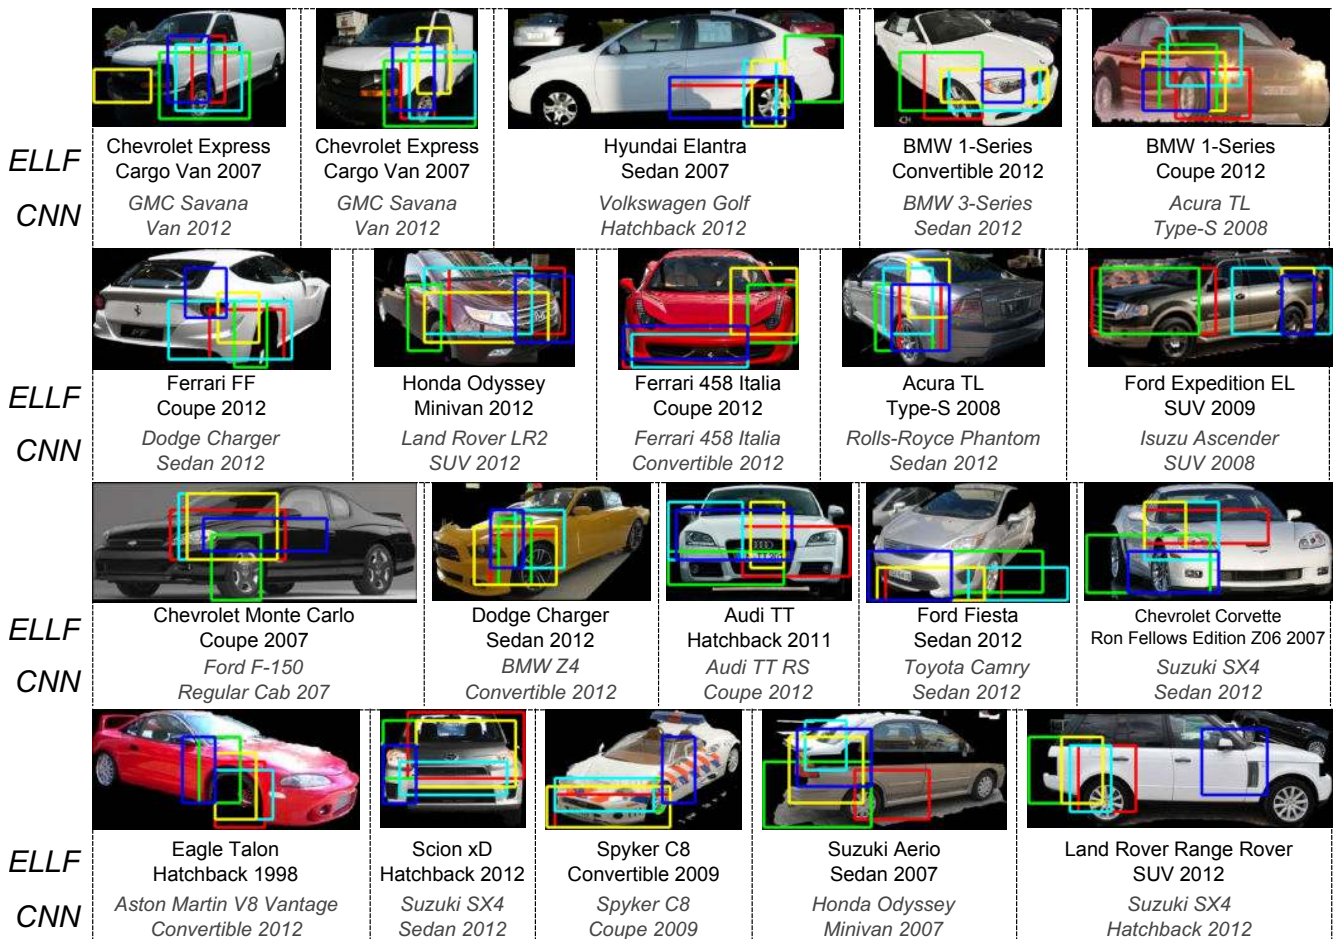 ELLF
Chevrolet Express
Cargo Van 2007
Chevrolet Express
Cargo Van 2007
Hyundai Elantra
Sedan 2007
BMW 1-Series
Convertible 2012
BMW 1-Series
Coupe 2012
CNN
GMC Savana
Van 2012
GMC Savana
Van 2012
Volkswagen Golf
Hatchback 2012
BMW 3-Series
Sedan 2012
Acura TL
Type-S 2008
ELLF
Ferrari FF
Coupe 2012
Honda Odyssey
Minivan 2012
Ferrari 458 Italia
Coupe 2012
Acura TL
Type-S 2008
Ford Expedition EL
SUV 2009
CNN
Dodge Charger
Sedan 2012
Land Rover LR2
SUV 2012
Ferrari 458 Italia
Convertible 2012
Rolls-Royce Phantom
Sedan 2012
Isuzu Ascender
SUV 2008
ELLF
Chevrolet Monte Carlo
Coupe 2007
Dodge Charger
Sedan 2012
Audi TT
Hatchback 2011
Ford Fiesta
Sedan 2012
Chevrolet Corvette
Ron Fellows Edition Z06 2007
CNN
Ford F-150
Regular Cab 207
BMW Z4
Convertible 2012
Audi TT RS
Coupe 2012
Toyota Camry
Sedan 2012
Suzuki SX4
Sedan 2012
ELLF
Eagle Talon
Hatchback 1998
Scion xD
Hatchback 2012
Spyker C8
Convertible 2009
Suzuki Aerio
Sedan 2007
Land Rover Range Rover
SUV 2012
CNN
Aston Martin V8 Vantage
Convertible 2012
Suzuki SX4
Sedan 2012
Spyker C8
Coupe 2009
Honda Odyssey
Minivan 2007
Suzuki SX4
Hatchback 2012